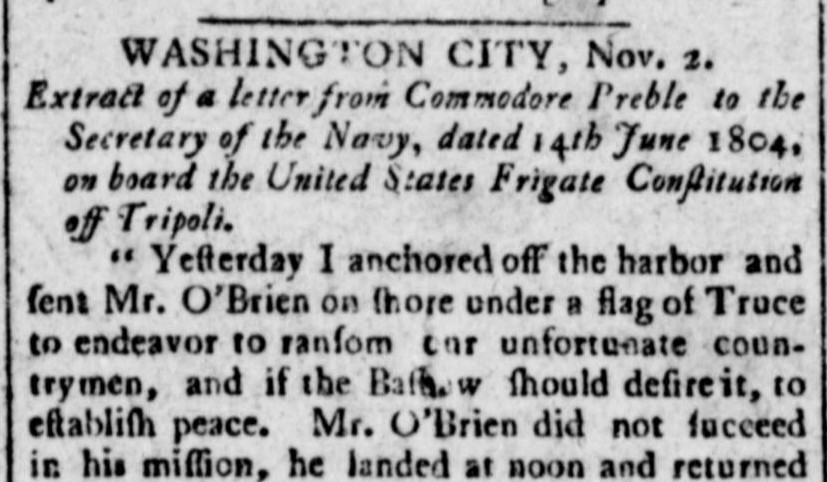 WASHINGTON CITY, Nov. 2.
Extract of a letter from Commodore Preble to the
Secretary of the Navy, dated 14th June 1804,
on board the United States Frigate Conſtitution
off Tripoli.
" Yeſterday I anchored off the harbor and
ſent Mr. O'Brien on ſhore under a flag of Truce
to endeavor to ranſom our unfortunate coun-
trymen, and if the Baſhaw ſhould deſire it, to
eſtabliſh peace. Mr. O'Brien did not ſucceed
in his miſſion, he landed at noon and returned